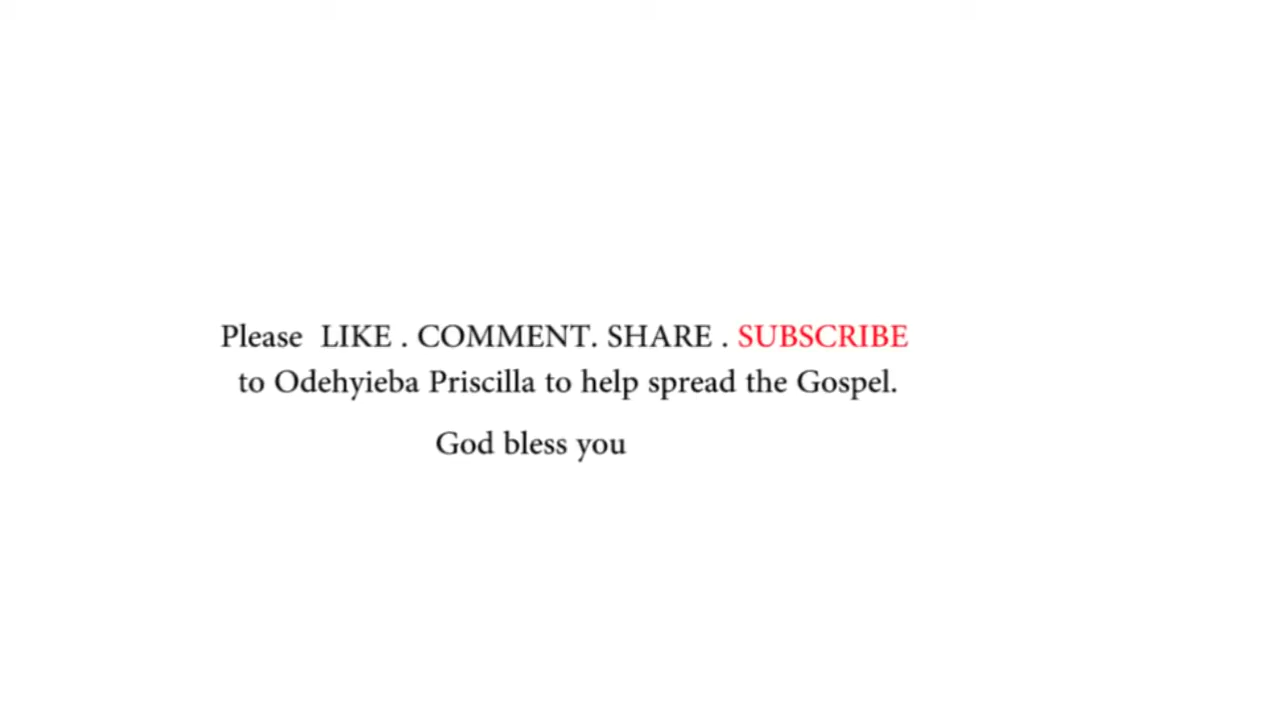 Please LIKE . COMMENT. SHARE . SUBSCRIBE
to Odehyieba Priscilla to help spread the Gospel.
God bless you